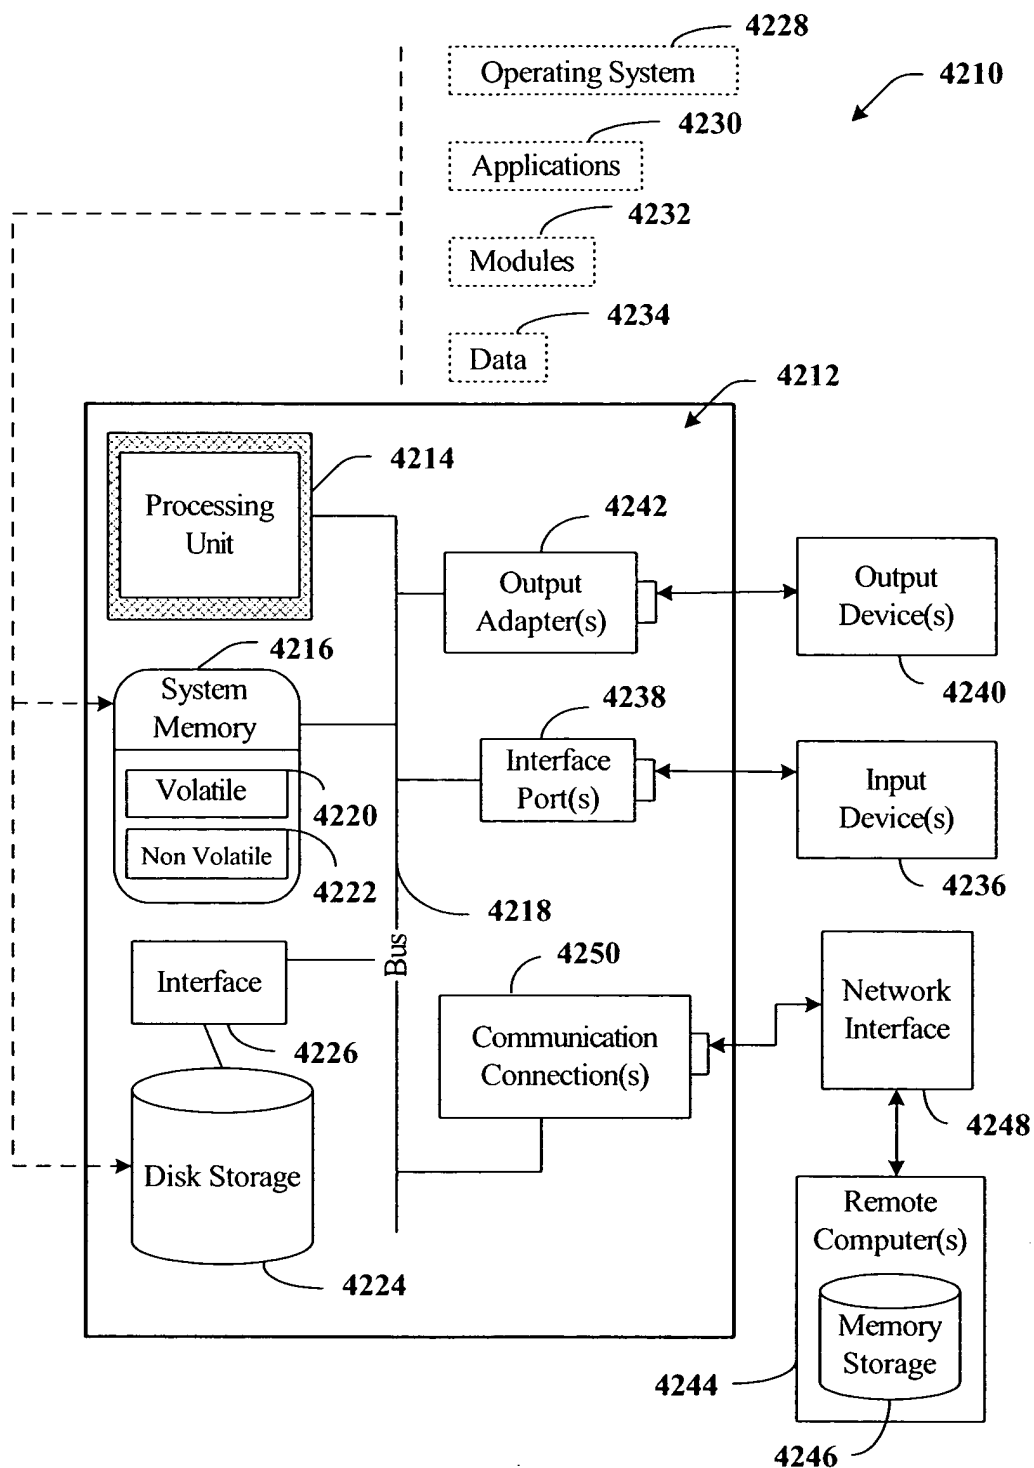 4228
Operating System
4210
4230
Applications
4232
Modules
4234
Data
4212
4214
Processing
Unit
4242
Output
Adapter(s)
Output
Device(s)
4240
4216
System
Memory
4238
Interface
Port(s)
Input
Device(s)
4236
Volatile
4220
Non Volatile
4222
4218
Bus
4250
Interface
4226
Communication
Connection(s)
Network
Interface
4248
Disk Storage
4224
Remote
Computer(s)
Memory
Storage
4244
4246